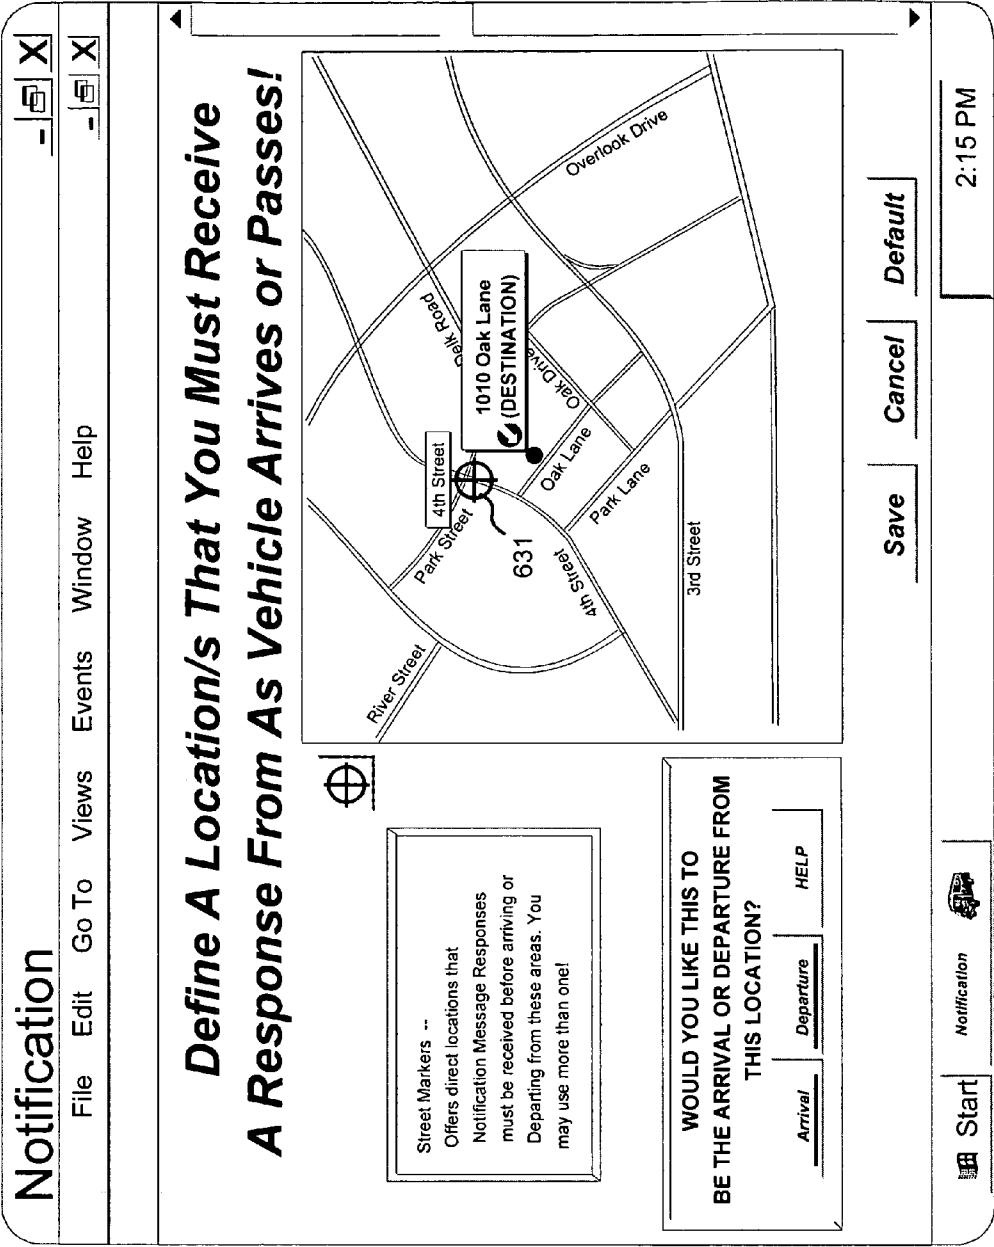 Notification
File Edit Go To Views Events Window Help
Define A Location/s That You Must Receive
A Response From As Vehicle Arrives or Passes!
Street Markers --
Offers direct locations that
Notification Message Responses
must be received before arriving or
Departing from these areas. You
may use more than one!
WOULD YOU LIKE THIS TO
BE THE ARRIVAL OR DEPARTURE FROM
THIS LOCATION?
Arrival Departure HELP
River Street
Park Street
4th Street
631
1010 Oak Lane
(DESTINATION)
Oak Drive
Overlook Drive
Oak Lane
Park Lane
4th Street
3rd Street
Road
Save Cancel Default
Start Notification 2:15 PM